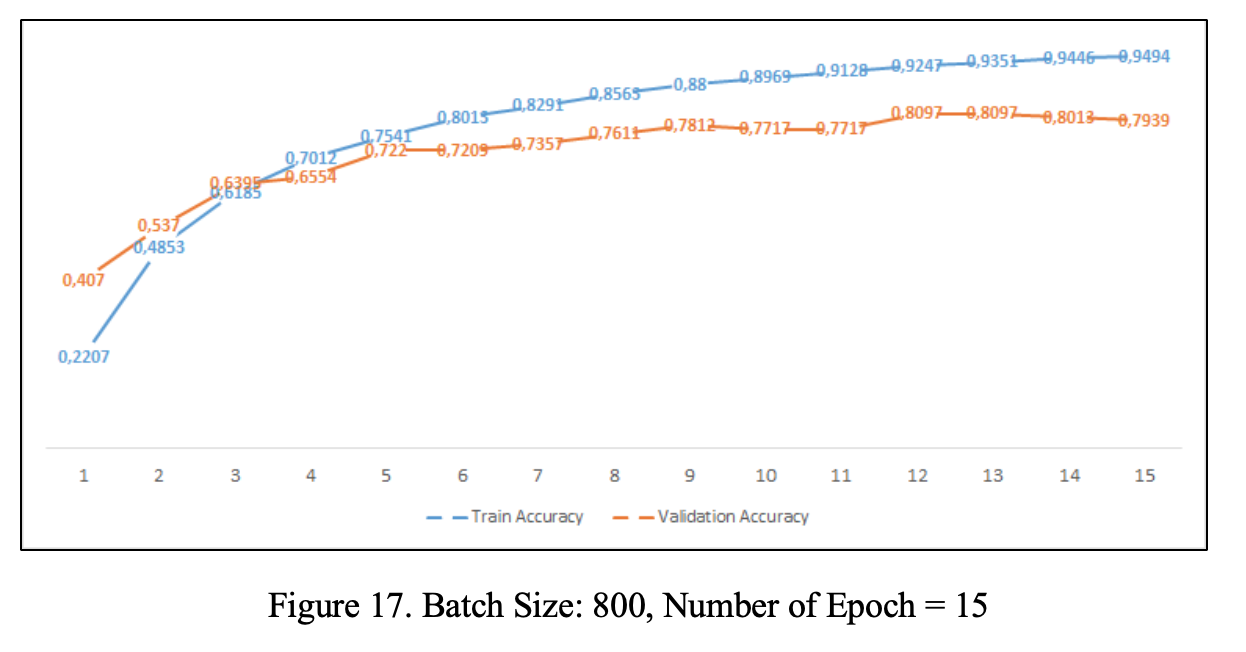 0,2207 0,4853 0,6185 0,7012 0,7541 0,8015 0,8291 0,8565 0,88 0,8969 0,9128 0,9247 0,9351 0,9446 0,9494
0,407 0,537 0,6395 0,6554 0,722 0,7209 0,7357 0,7611 0,7812 0,7717 0,7717 0,8097 0,8097 0,8013 0,7939
1 2 3 4 5 6 7 8 9 10 11 12 13 14 15
Train Accuracy Validation Accuracy
Figure 17. Batch Size: 800, Number of Epoch = 15